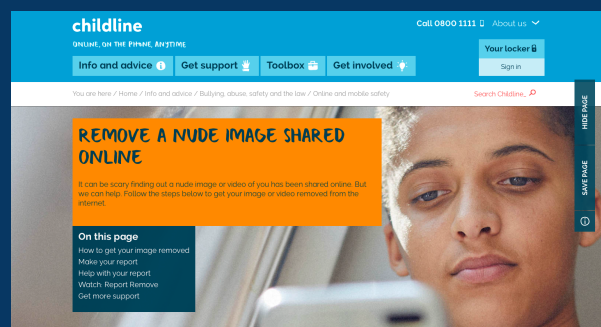 childline
ONLINE, ON THE PHONE, ANYTIME
Call 0800 1111 About us
Your locker
Sign in
Info and advice Get support Toolbox Get involved
You are here / Home / Info and advice / Bullying, abuse, safety and the law / Online and mobile safety
Search Childline_
HIDE PAGE
SAVE PAGE
REMOVE A NUDE IMAGE SHARED
ONLINE
It can be scary finding out a nude image or video of you has been shared online. But
we can help. Follow the steps below to get your image or video removed from the
internet.
On this page
How to get your image removed
Make your report
Help with your report
Watch: Report Remove
Get more support